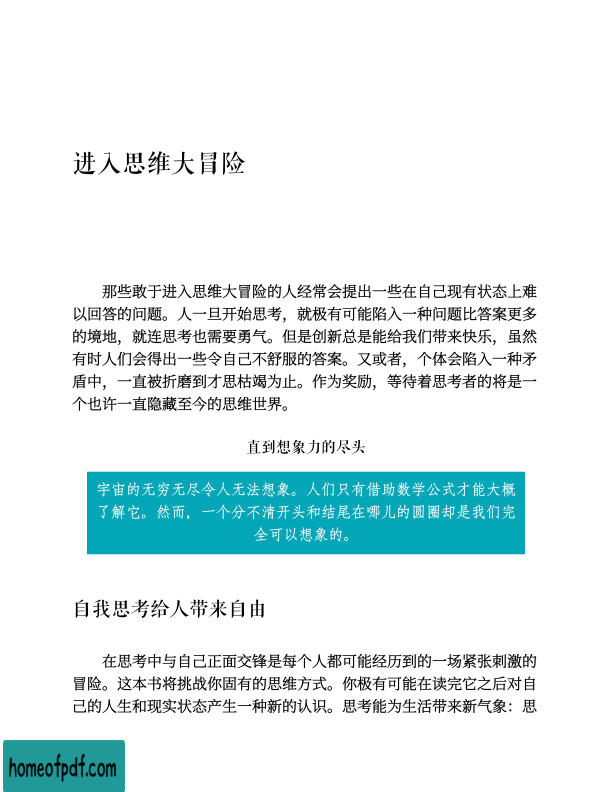 进入思维大冒险
那些敢于进入思维大冒险的人经常会提出一些在自己现有状态上难
以回答的问题。人一旦开始思考，就极有可能陷入一种问题比答案更多
的境地，就连思考也需要勇气。但是创新总是能给我们带来快乐，虽然
有时人们会得出一些令自己不舒服的答案。又或者，个体会陷入一种矛
盾中，一直被折磨到才思枯竭为止。作为奖励，等待着思考者的将是一
个也许一直隐藏至今的思维世界。
直到想象力的尽头
宇宙的无穷无尽令人无法想象。人们只有借助数学公式才能大概
了解它。然而，一个分不清开头和结尾在哪儿的圆圈却是我们完
全可以想象的。
自我思考给人带来自由
在思考中与自己正面交锋是每个人都可能经历到的一场紧张刺激的
冒险。这本书将挑战你固有的思维方式。你极有可能在读完它之后对自
己的人生和现实状态产生一种新的认识。思考能为生活带来新气象：思
homeofpdf.com